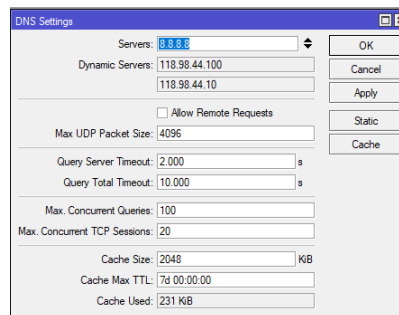 DNS Settings
Servers: 8.8.8.8
OK
Dynamic Servers: 118.98.44.100
Cancel
118.98.44.10
Apply
Allow Remote Requests
Static
Max UDP Packet Size: 4096
Cache
Query Server Timeout: 2.000 s
Query Total Timeout: 10.000 s
Max. Concurrent Queries: 100
Max. Concurrent TCP Sessions: 20
Cache Size: 2048 KiB
Cache Max TTL: 7d 00:00:00
Cache Used: 231 KiB